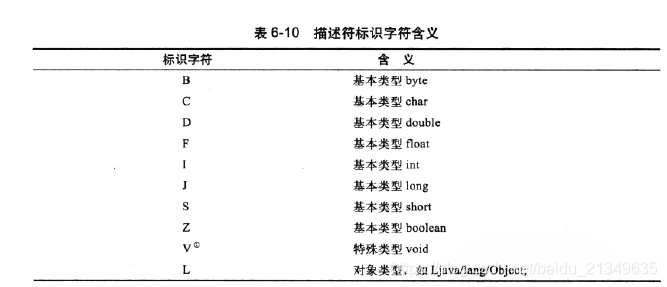 表 6-10 描述符标识字符含义
标识字符 含 义
B 基本类型 byte
C 基本类型 char
D 基本类型 double
F 基本类型 float
I 基本类型 int
J 基本类型 long
S 基本类型 short
Z 基本类型 boolean
V① 特殊类型 void
L 对象类型，如 Ljava/lang/Object;
net/baidu_21349635